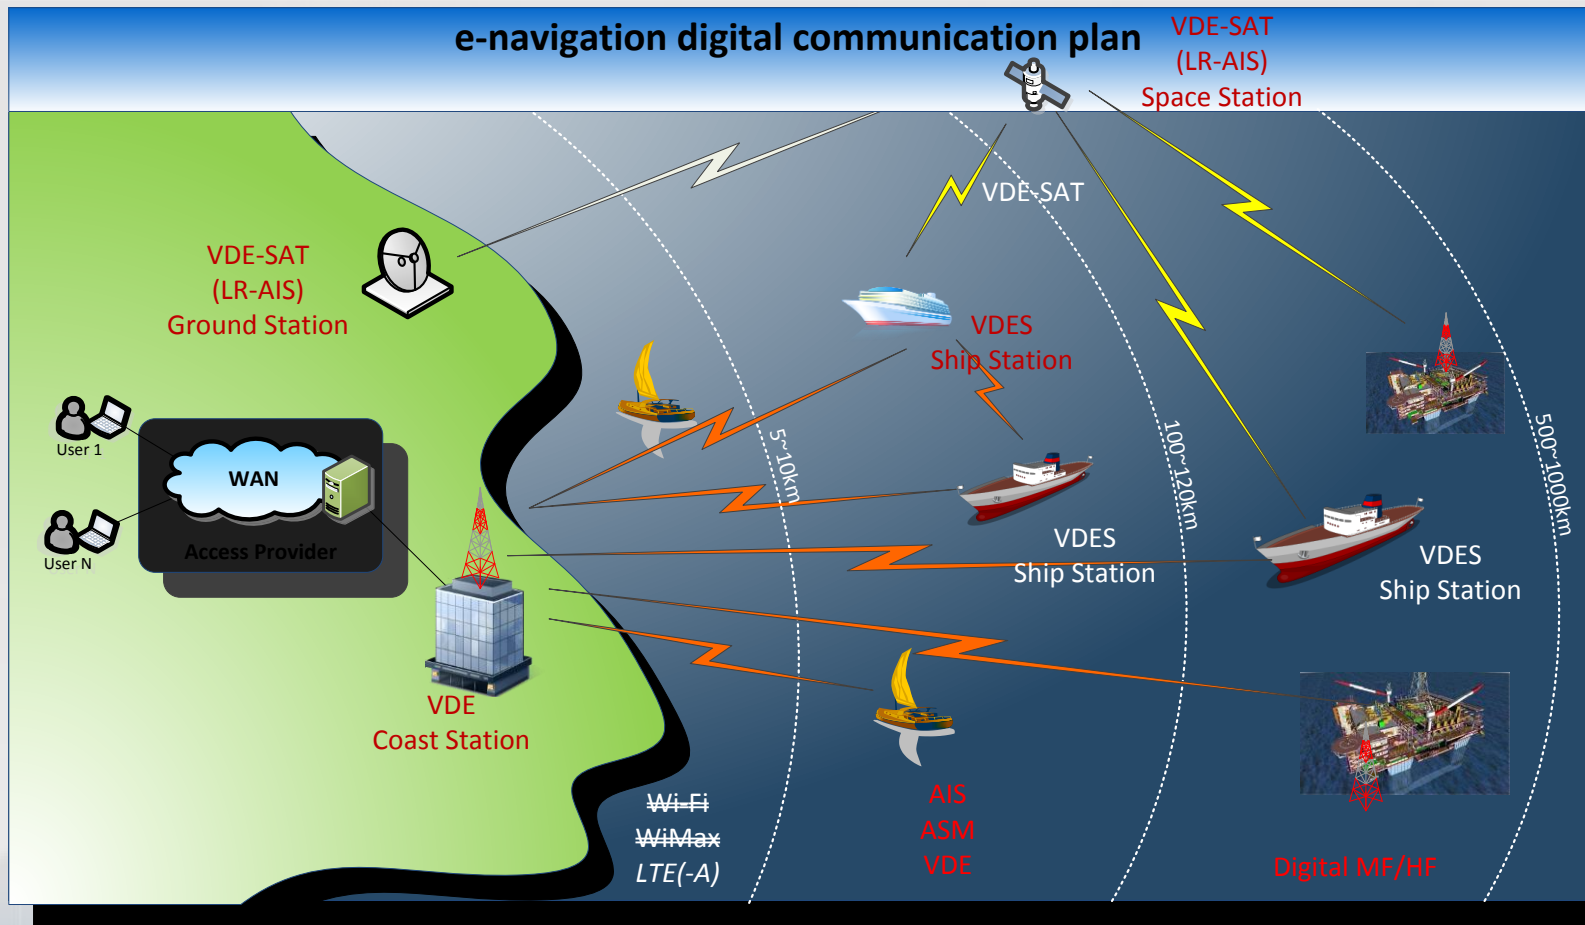 e-navigation digital communication plan
VDE-SAT
(LR-AIS)
Space Station
VDE-SAT
VDE-SAT
(LR-AIS)
Ground Station
VDES
Ship Station
5~10km
100~120km
500~1000km
User 1
WAN
Access Provider
User N
VDES
Ship Station
VDES
Ship Station
VDE
Coast Station
Wi-Fi
WiMax
LTE(-A)
AIS
ASM
VDE
Digital MF/HF